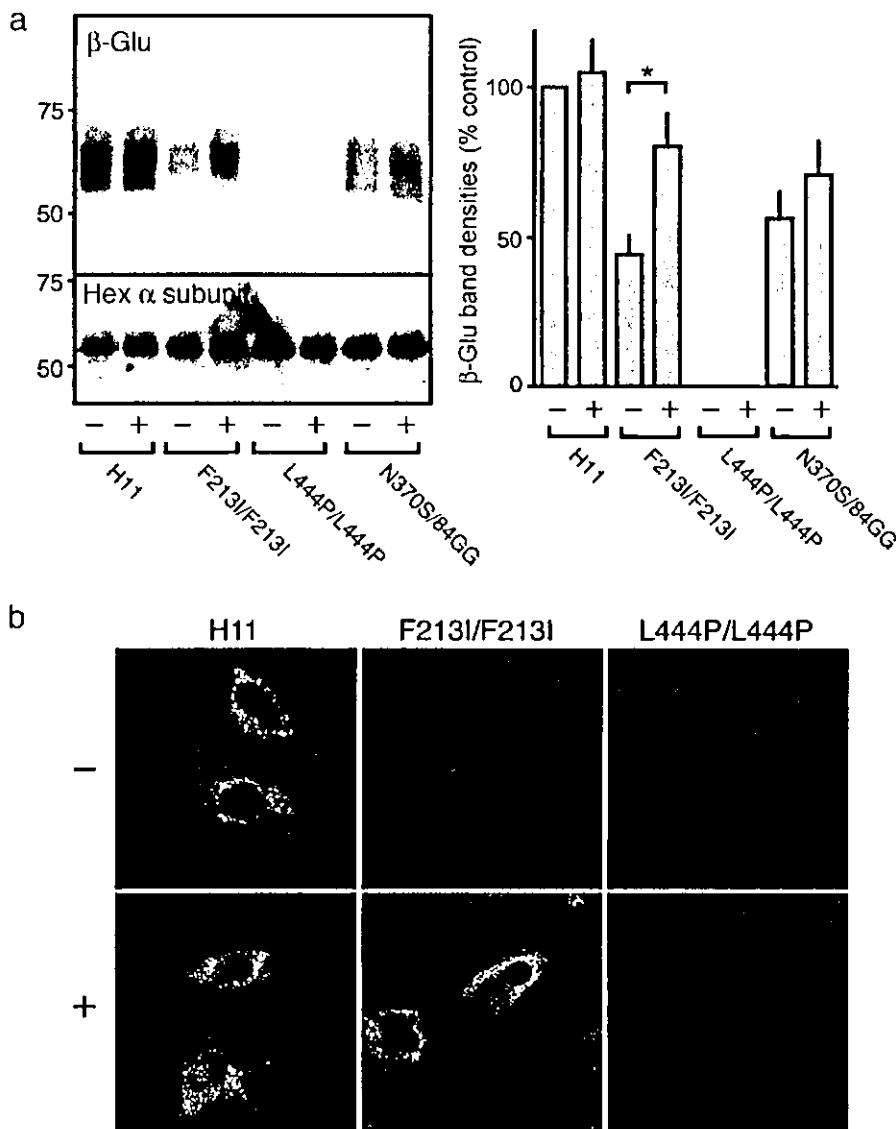 a
β-Glu
75
50
75
Hex α subunit
50
− + − + − + − +
H11
F213I/F213I
L444P/L444P
N370S/84GG
β-Glu band densities (% control)
100
50
0
*
− + − + − + − +
H11
F213I/F213I
L444P/L444P
N370S/84GG
b
H11 F213I/F213I L444P/L444P
−
+